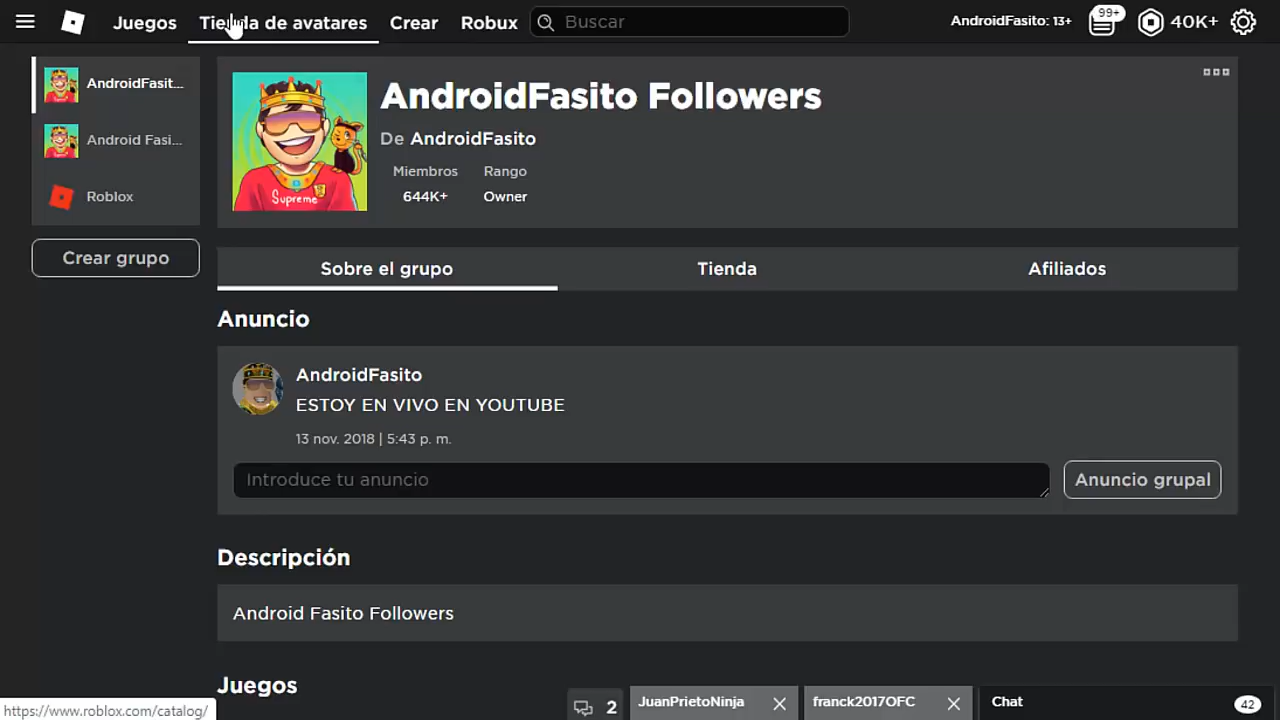 Juegos
Tienda de avatares
Crear
Robux
Buscar
AndroidFasito: 13+
99+
40K+
AndroidFasit...
Android Fasi...
Roblox
Crear grupo
Supreme
AndroidFasito Followers
De AndroidFasito
Miembros
Rango
644K+
Owner
Sobre el grupo
Tienda
Afiliados
Anuncio
AndroidFasito
ESTOY EN VIVO EN YOUTUBE
13 nov. 2018 | 5:43 p. m.
Introduce tu anuncio
Anuncio grupal
Descripción
Android Fasito Followers
Juegos
https://www.roblox.com/catalog/
2
JuanPrietoNinja
franck2017OFC
Chat
42